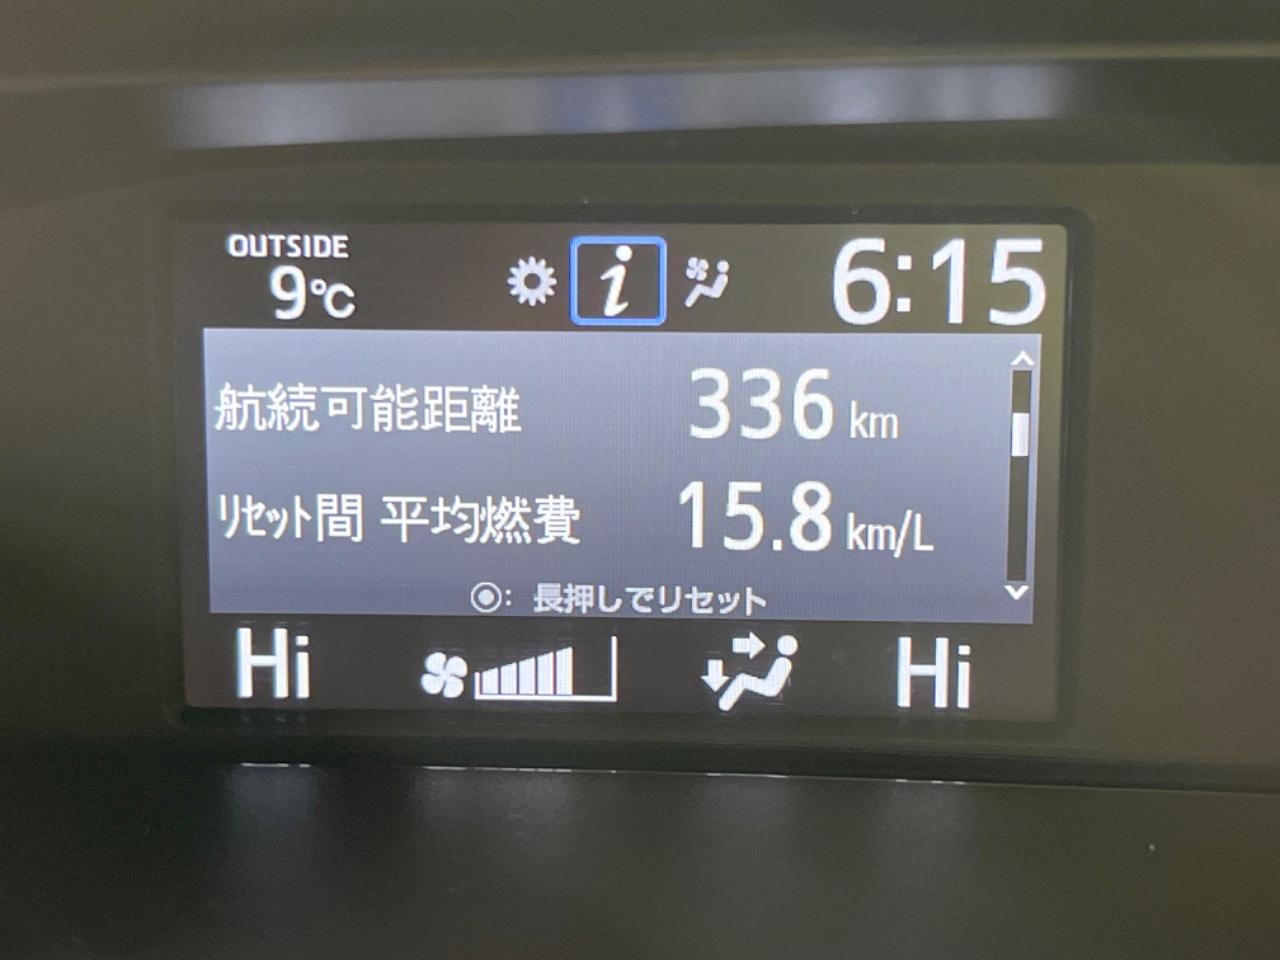 OUTSIDE
9℃
i
6:15
航続可能距離 336 km
ﾘｾｯﾄ間 平均燃費 15.8 km/L
◉: 長押しでリセット
Hi
Hi